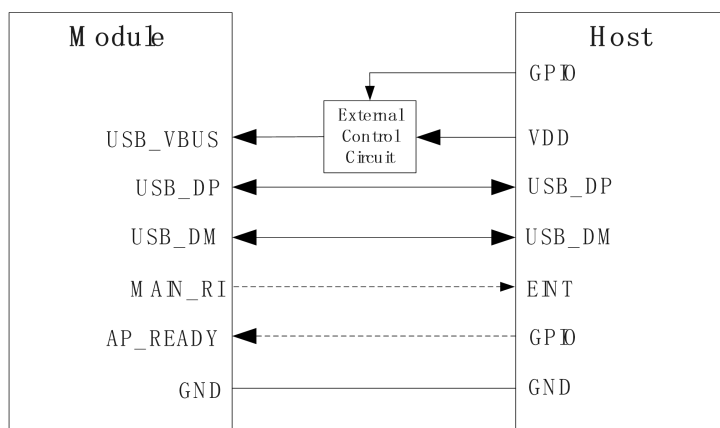 Module Host
GPIO
External
Control
Circuit
USB_VBUS VDD
USB_DP USB_DP
USB_DM USB_DM
MAIN_RI EINT
AP_READY GPIO
GND GND